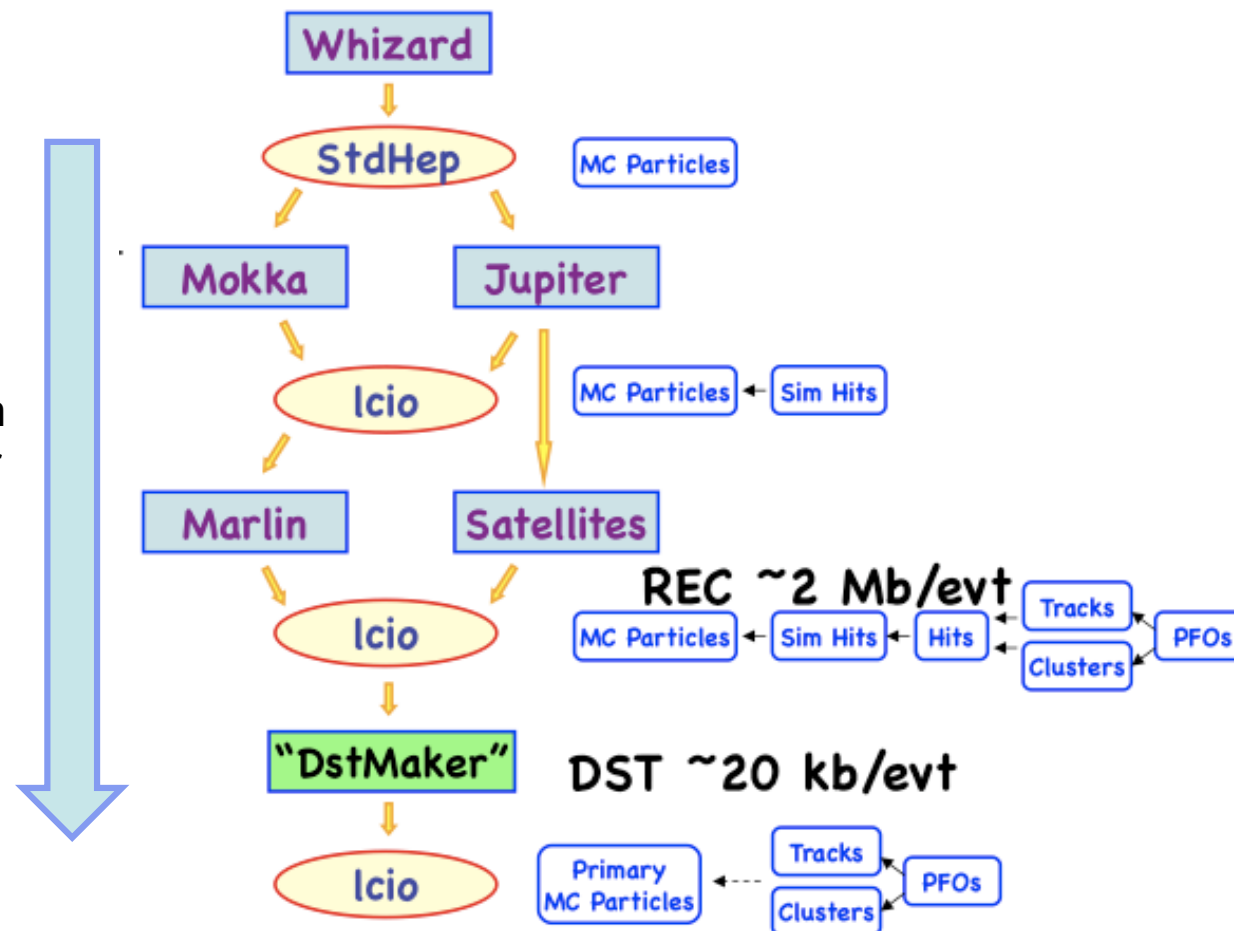 Whizard
StdHep
MC Particles
Mokka
Jupiter
lcio
MC Particles
Sim Hits
Marlin
Satellites
REC ~2 Mb/evt
lcio
MC Particles
Sim Hits
Hits
Tracks
Clusters
PFOs
"DstMaker"
DST ~20 kb/evt
lcio
Primary
MC Particles
Tracks
Clusters
PFOs